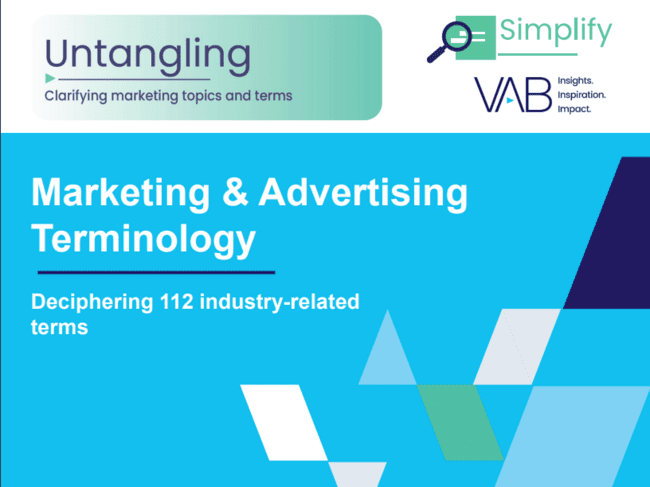 Untangling
Clarifying marketing topics and terms
Simplify
VAB
Insights.
Inspiration.
Impact.
Marketing & Advertising
Terminology
Deciphering 112 industry-related
terms